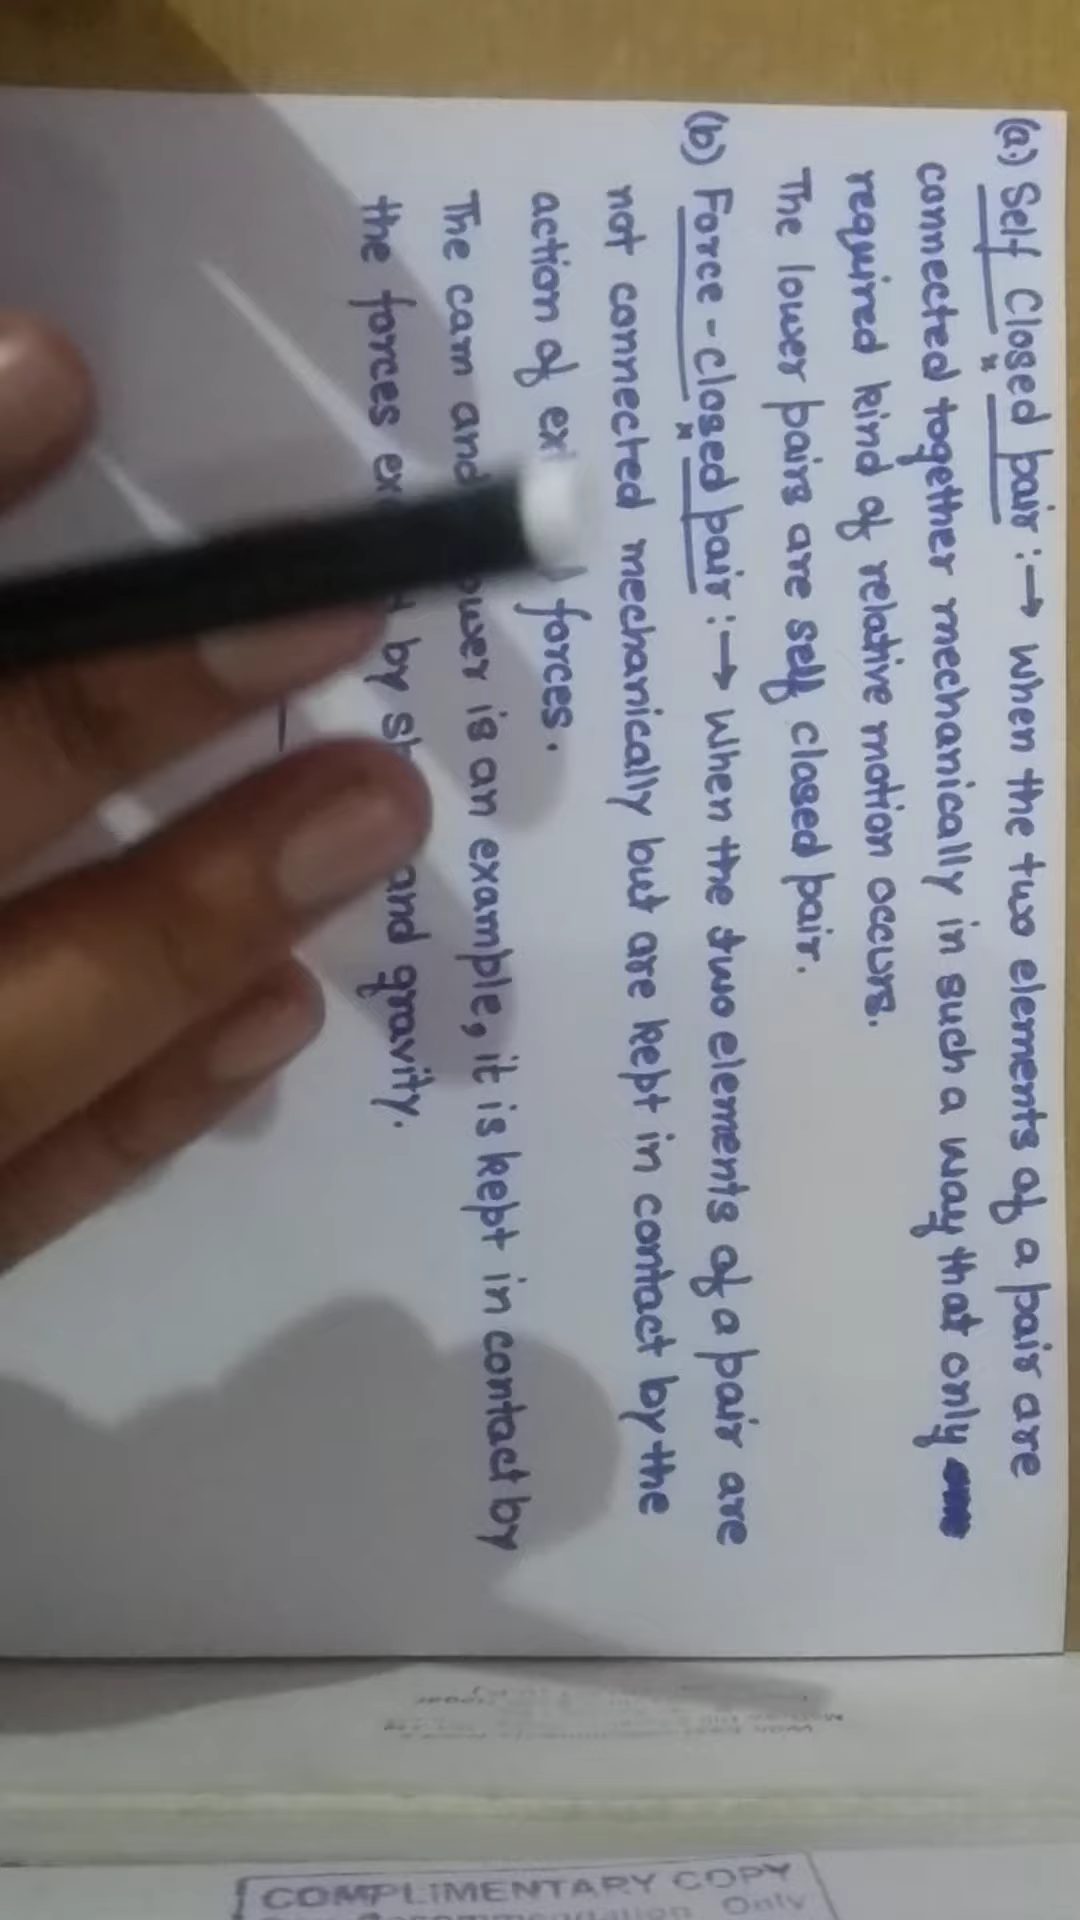 (a.) Self Closed pair :→ when the two elements of a pair are
connected together mechanically in such a way that only
required kind of relative motion occurs.
The lower pairs are self closed pair.
(b) Force-closed pair :→ When the two elements of a pair are
not connected mechanically but are kept in contact by the
action of forces.
The cam and is an example, it is kept in contact by
the forces by and gravity.
COMPLIMENTARY COPY
Only